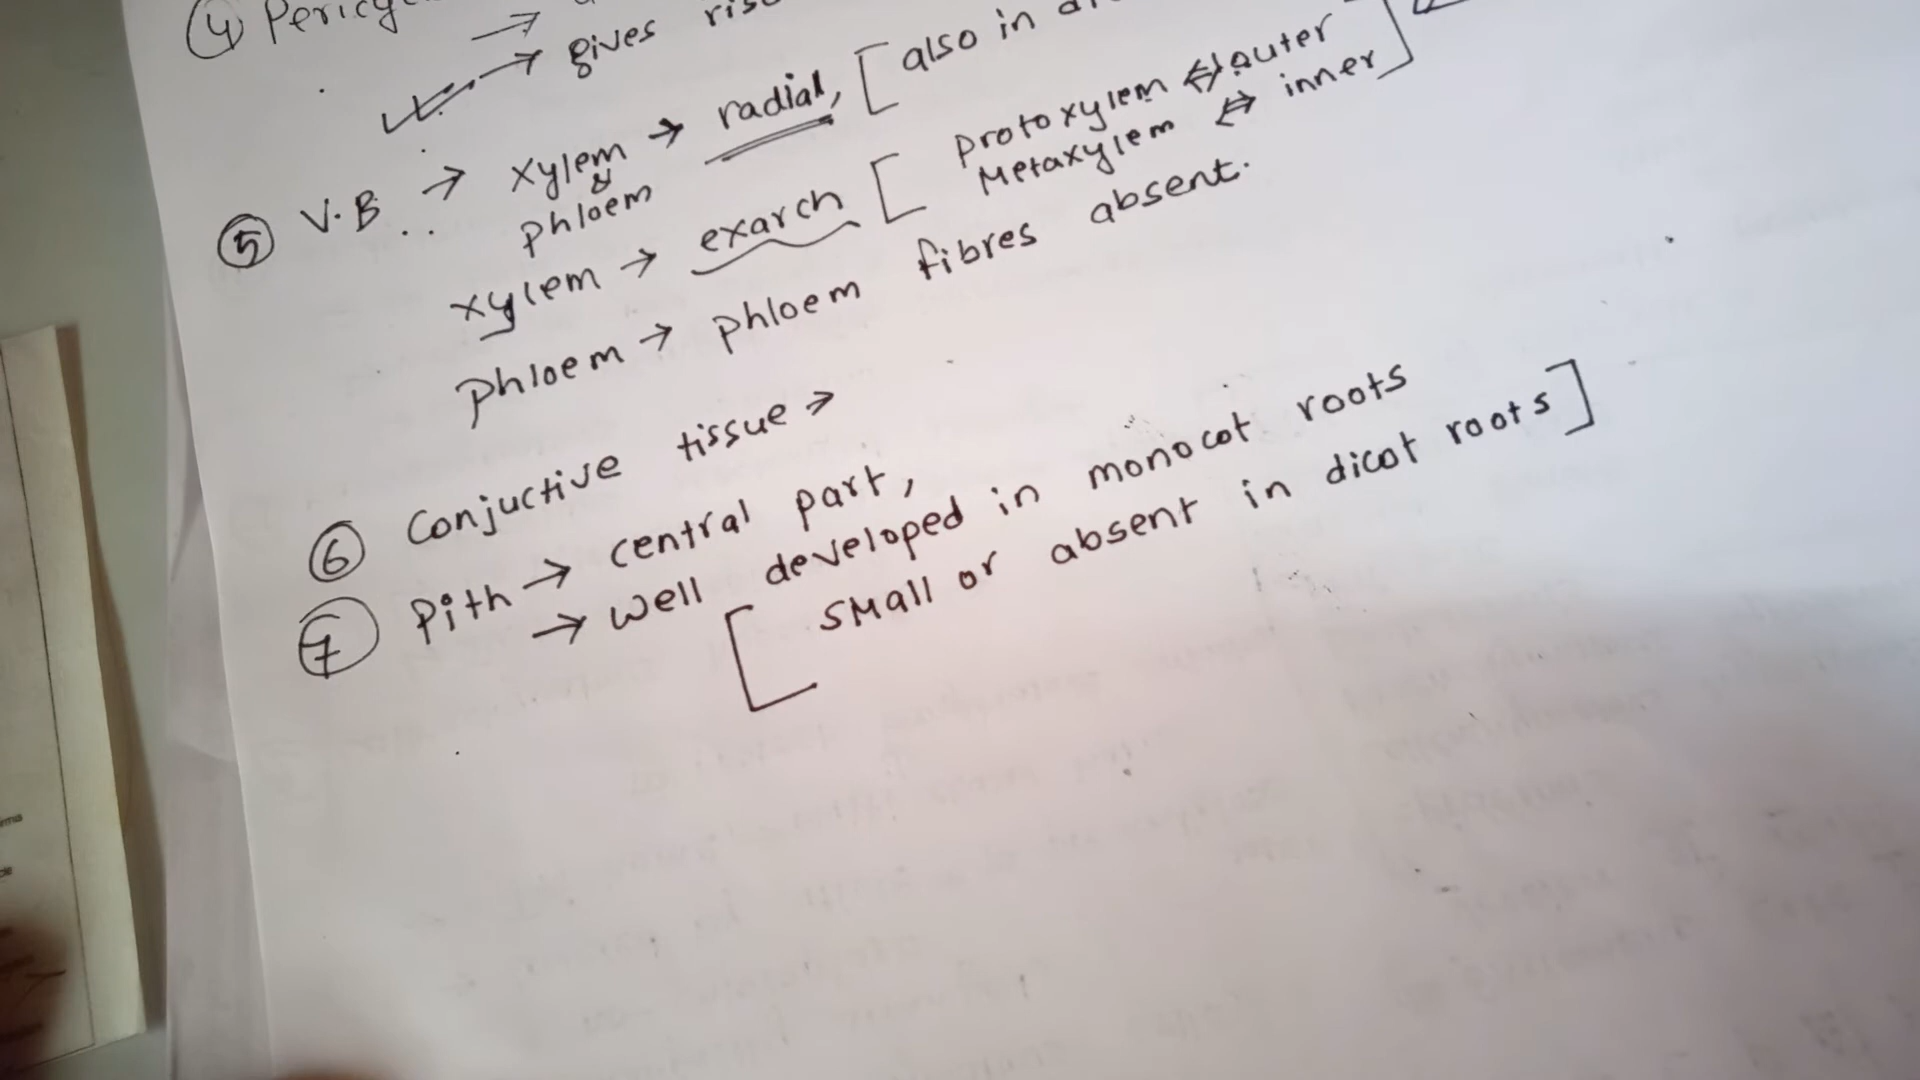 ④ Pericy
→
→ gives ris
⑤ V.B → xylem & phloem → radial, [also in
xylem → exarch [ protoxylem ⇔ outer
Metaxylem ⇔ inner]
phloem → phloem fibres absent.
⑥ conjuctive tissue →
⑦ Pith → central part,
→ well developed in monocot roots
[ small or absent in dicot roots]